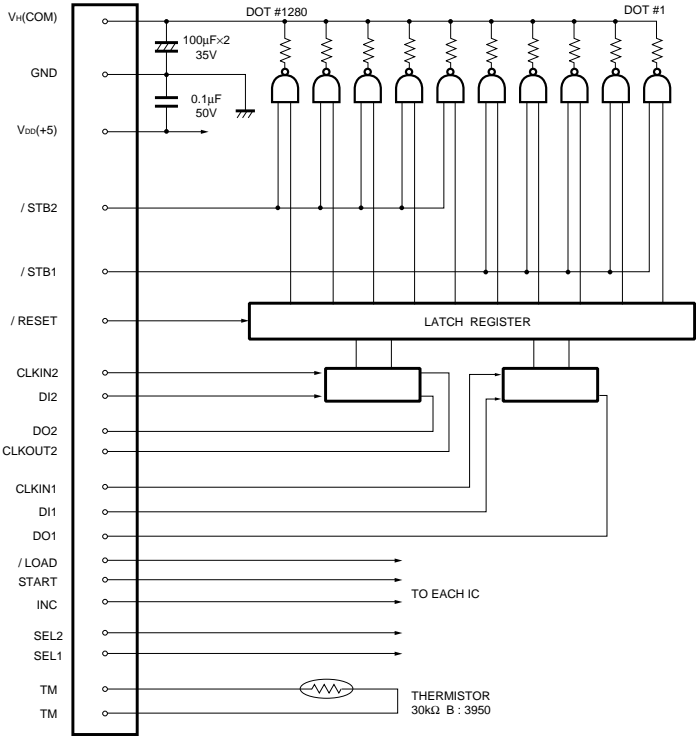 VH(COM)
DOT #1280
DOT #1
100µF×2
35V
GND
0.1µF
50V
VDD(+5)
/ STB2
/ STB1
/ RESET
LATCH REGISTER
CLKIN2
DI2
DO2
CLKOUT2
CLKIN1
DI1
DO1
/ LOAD
START
TO EACH IC
INC
SEL2
SEL1
TM
THERMISTOR
30kΩ B : 3950
TM